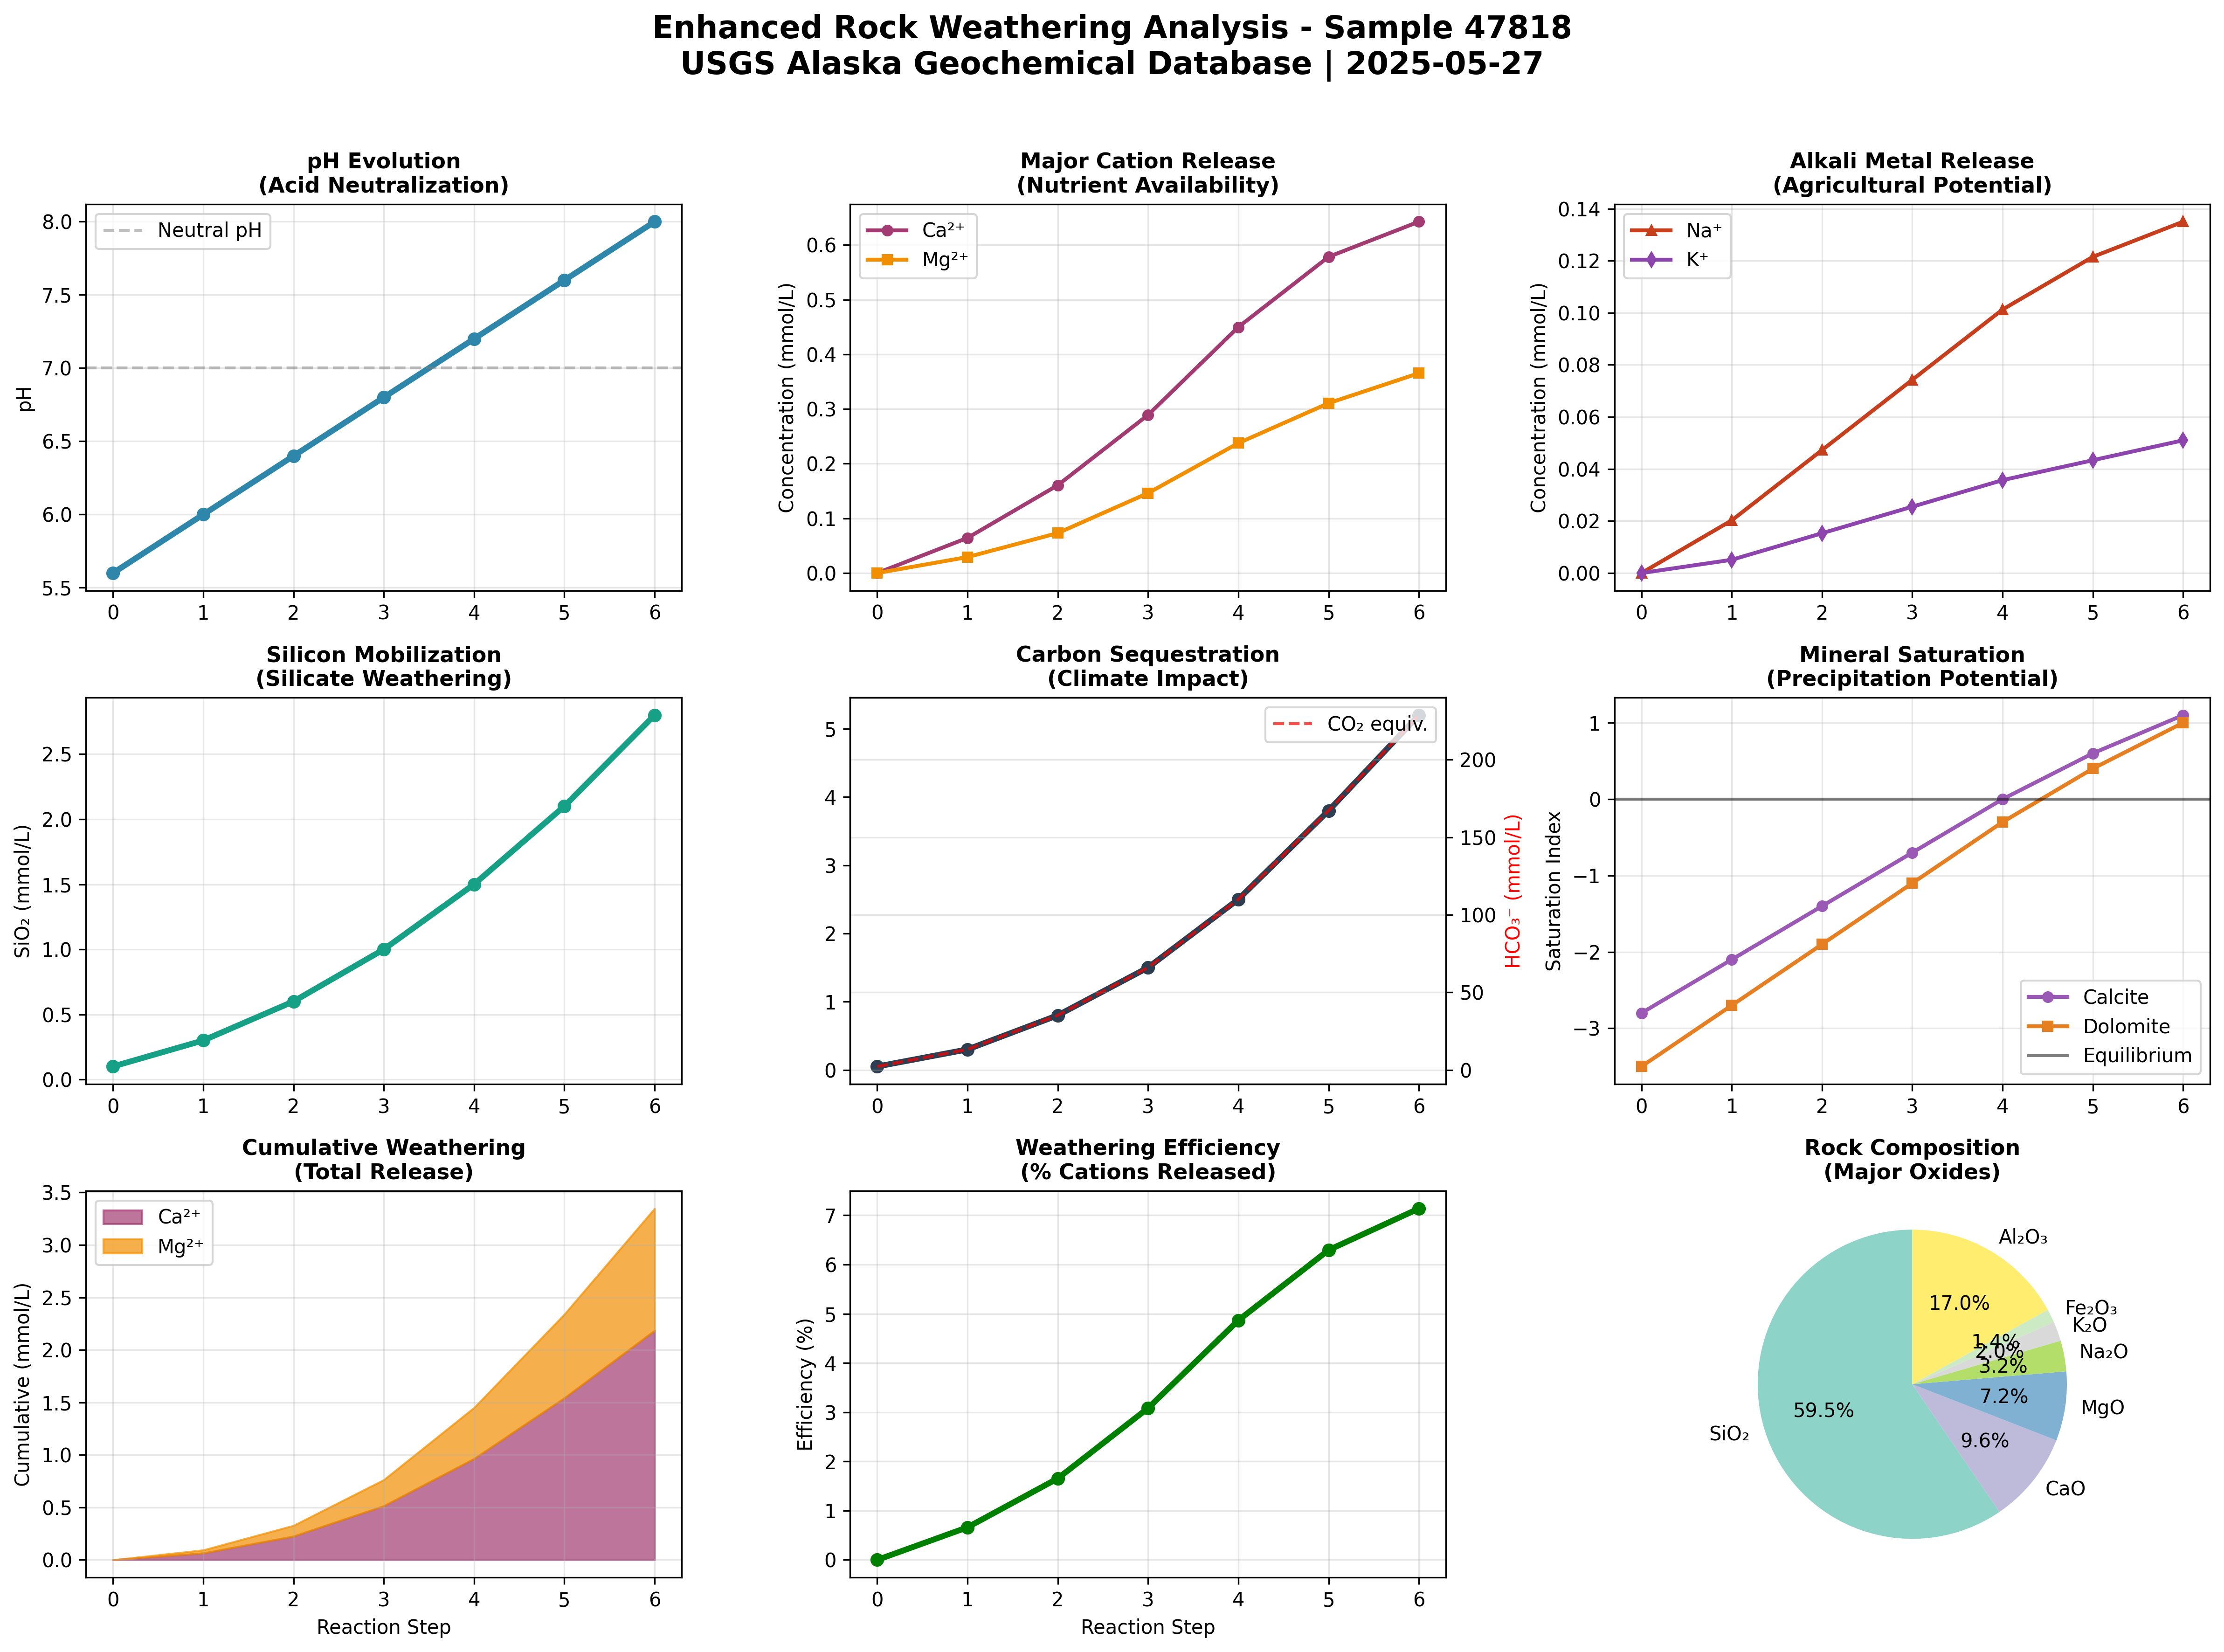 Enhanced Rock Weathering Analysis - Sample 47818
USGS Alaska Geochemical Database | 2025-05-27
pH Evolution
(Acid Neutralization)
Neutral pH
pH
8.0
7.5
7.0
6.5
6.0
5.5
0 1 2 3 4 5 6
Major Cation Release
(Nutrient Availability)
Ca²⁺
Mg²⁺
Concentration (mmol/L)
0.6
0.5
0.4
0.3
0.2
0.1
0.0
0 1 2 3 4 5 6
Alkali Metal Release
(Agricultural Potential)
Na⁺
K⁺
Concentration (mmol/L)
0.14
0.12
0.10
0.08
0.06
0.04
0.02
0.00
0 1 2 3 4 5 6
Silicon Mobilization
(Silicate Weathering)
SiO₂ (mmol/L)
2.5
2.0
1.5
1.0
0.5
0.0
0 1 2 3 4 5 6
Carbon Sequestration
(Climate Impact)
CO₂ equiv.
5
4
3
2
1
0
200
150
100
50
0
HCO₃⁻ (mmol/L)
0 1 2 3 4 5 6
Mineral Saturation
(Precipitation Potential)
Saturation Index
1
0
−1
−2
−3
Calcite
Dolomite
Equilibrium
0 1 2 3 4 5 6
Cumulative Weathering
(Total Release)
Ca²⁺
Mg²⁺
Cumulative (mmol/L)
3.5
3.0
2.5
2.0
1.5
1.0
0.5
0.0
0 1 2 3 4 5 6
Reaction Step
Weathering Efficiency
(% Cations Released)
Efficiency (%)
7
6
5
4
3
2
1
0
0 1 2 3 4 5 6
Reaction Step
Rock Composition
(Major Oxides)
Al₂O₃
17.0%
Fe₂O₃
1.4%
K₂O
2.0%
Na₂O
3.2%
MgO
7.2%
CaO
9.6%
SiO₂
59.5%